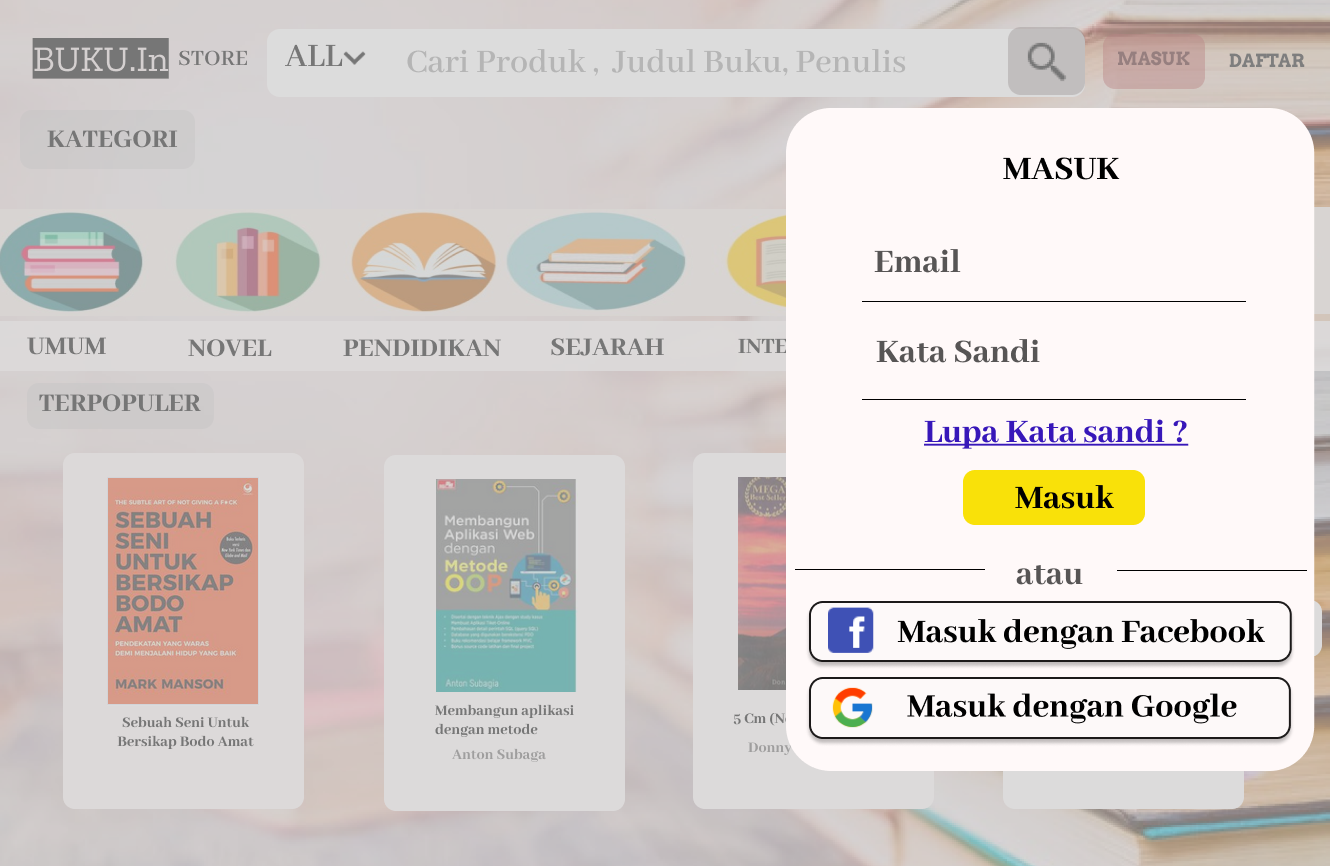 BUKU.In STORE
ALL
Cari Produk , Judul Buku, Penulis
MASUK
DAFTAR
KATEGORI
UMUM
NOVEL
PENDIDIKAN
SEJARAH
INTE
TERPOPULER
THE SUBTLE ART OF NOT GIVING A F*CK
SEBUAH
SENI
UNTUK
BERSIKAP
BODO
AMAT
PENDEKATAN YANG WARAS
DEMI MENJALANI HIDUP YANG BAIK
MARK MANSON
Sebuah Seni Untuk
Bersikap Bodo Amat
Membangun
Aplikasi Web
dengan
Metode
OOP
Anton Subagia
Membangun aplikasi
dengan metode
Anton Subaga
MEGA
Best Seller
Don
5 Cm (N
Donny
MASUK
Email
Kata Sandi
Lupa Kata sandi ?
Masuk
atau
Masuk dengan Facebook
Masuk dengan Google